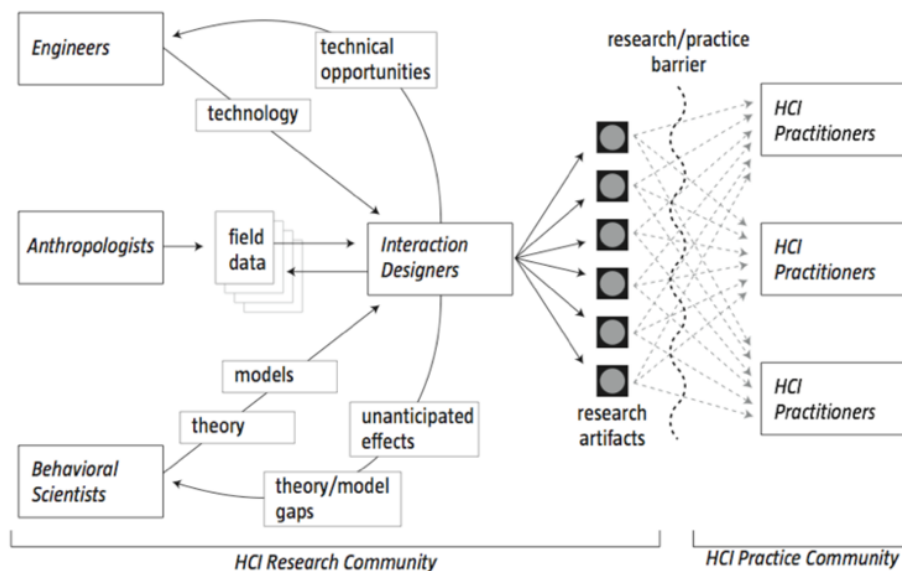 Engineers
technical
opportunities
technology
research/practice
barrier
HCI
Practitioners
Anthropologists
field
data
Interaction
Designers
HCI
Practitioners
models
theory
unanticipated
effects
Behavioral
Scientists
theory/model
gaps
research
artifacts
HCI
Practitioners
HCI Research Community
HCI Practice Community